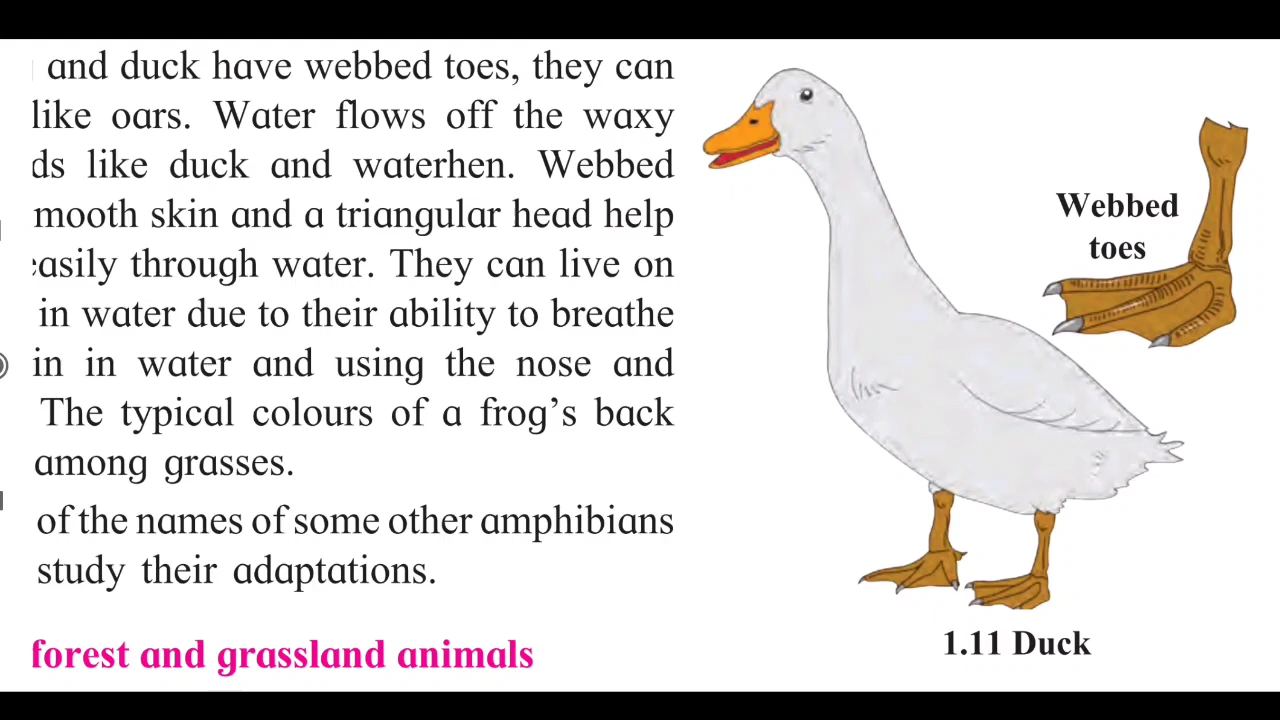 and duck have webbed toes, they can
like oars. Water flows off the waxy
ds like duck and waterhen. Webbed
mooth skin and a triangular head help
easily through water. They can live on
in water due to their ability to breathe
in in water and using the nose and
The typical colours of a frog's back
among grasses.
of the names of some other amphibians
study their adaptations.
forest and grassland animals
Webbed
toes
1.11 Duck